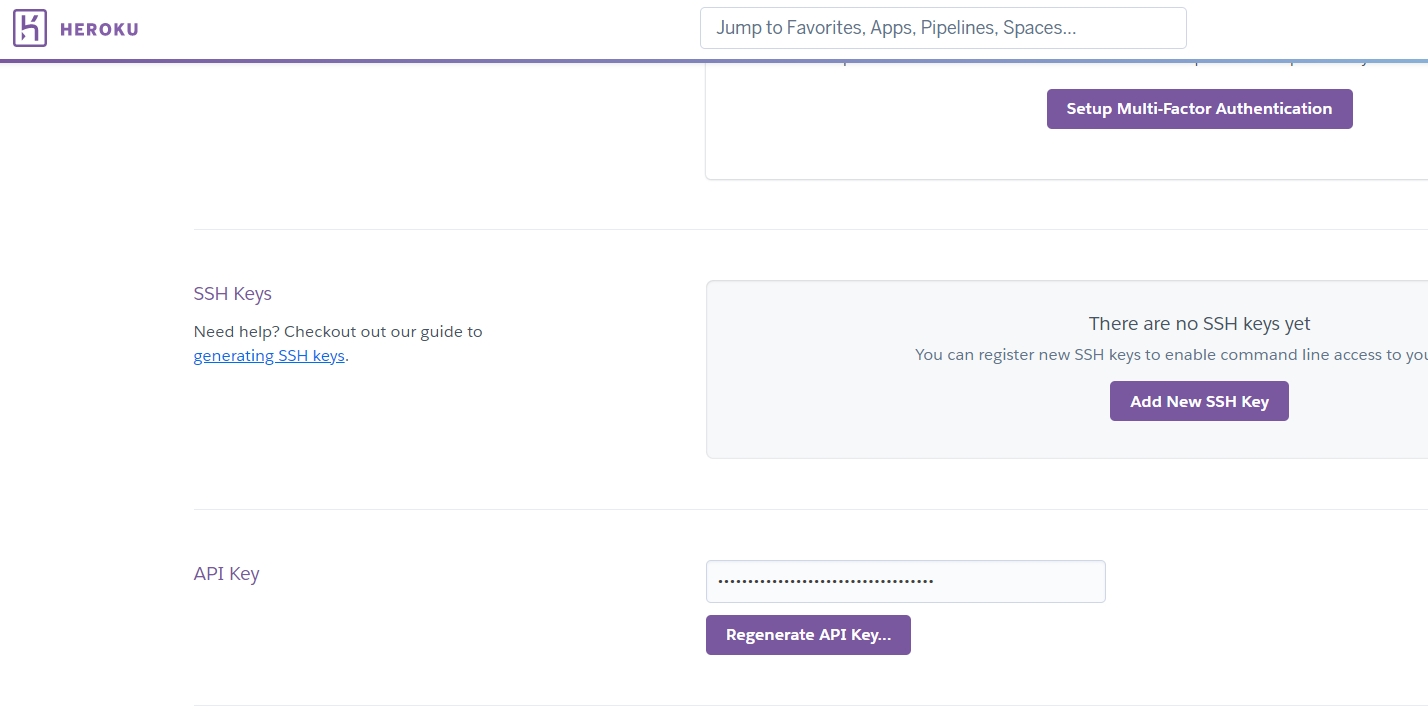 HEROKU
Jump to Favorites, Apps, Pipelines, Spaces...
Setup Multi-Factor Authentication
SSH Keys
Need help? Checkout out our guide to
generating SSH keys.
There are no SSH keys yet
You can register new SSH keys to enable command line access to
Add New SSH Key
API Key
••••••••••••••••••••••••••••••••••••
Regenerate API Key...